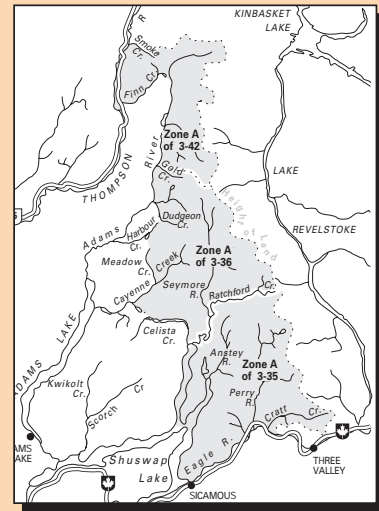 KINBASKET
LAKE
R
Smoke
Cr.
Finn Cr.
Zone A
of 3-42
THOMPSON
River
Gold
Cr.
LAKE
Height of Land
REVELSTOKE
Adams
Harbour
Cr.
Dudgeon
Cr.
Meadow
Cr.
Zone A
of 3-36
Cayenne Creek
Seymore
R.
Ratchford Cr.
ADAMS LAKE
Celista
Cr.
Anstey
R.
Zone A
of 3-35
Kwikolt
Cr.
Scorch Cr
Perry
R.
Cratt Cr.
AMS
AKE
Shuswap
Lake
Eagle R.
THREE
VALLEY
SICAMOUS
5